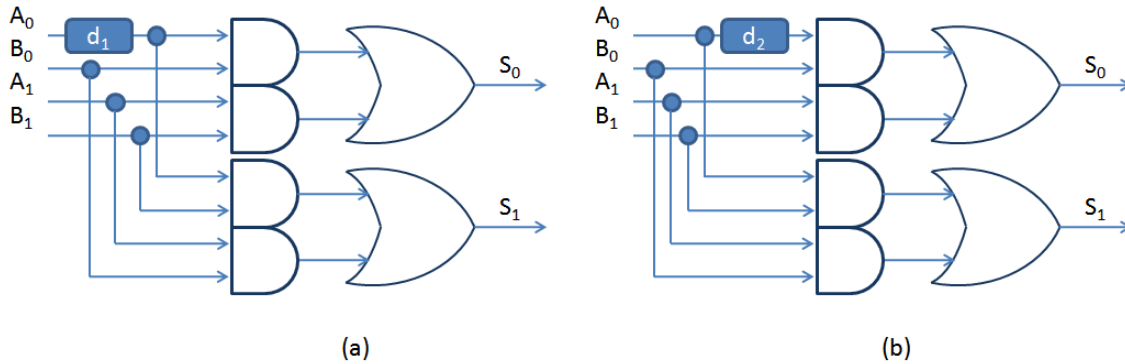 A₀
d₁
B₀
A₁
B₁
S₀
S₁
(a)
A₀
d₂
B₀
A₁
B₁
S₀
S₁
(b)